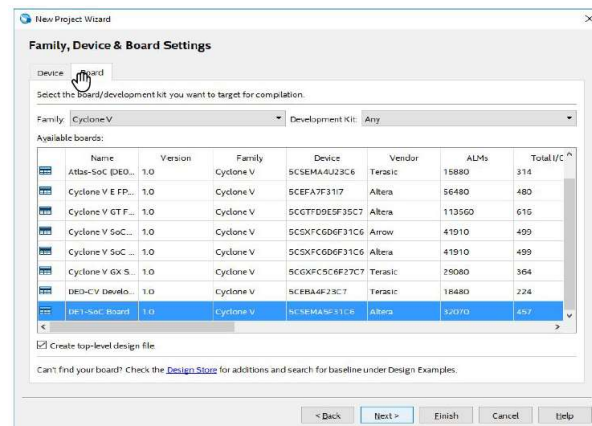 New Project Wizard
Family, Device & Board Settings
Device Board
Select the board/development kit you want to target for compilation.
Family: Cyclone V Development Kit: Any
Available boards:
Name Version Family Device Vendor ALMs Total I/O
Atlas-SoC (DE0... 1.0 Cyclone V 5CSEMA4U23C6 Terasic 15880 314
Cyclone V E FP... 1.0 Cyclone V 5CEFA7F31I7 Altera 56480 480
Cyclone V GT F... 1.0 Cyclone V 5CGTFD9E5F35C7 Altera 113560 616
Cyclone V SoC... 1.0 Cyclone V 5CSXFC6D6F31C6 Arrow 41910 499
Cyclone V SoC ... 1.0 Cyclone V 5CSXFC6D6F31C6 Altera 41910 499
Cyclone V GX S... 1.0 Cyclone V 5CGXFC5C6F27C7 Terasic 29080 364
DE0-CV Develo... 1.0 Cyclone V 5CEBA4F23C7 Terasic 18480 224
DE1-SoC Board 1.0 Cyclone V 5CSEMA5F31C6 Altera 32070 457
Create top-level design file.
Can't find your board? Check the Design Store for additions and search for baseline under Design Examples.
< Back Next > Finish Cancel Help